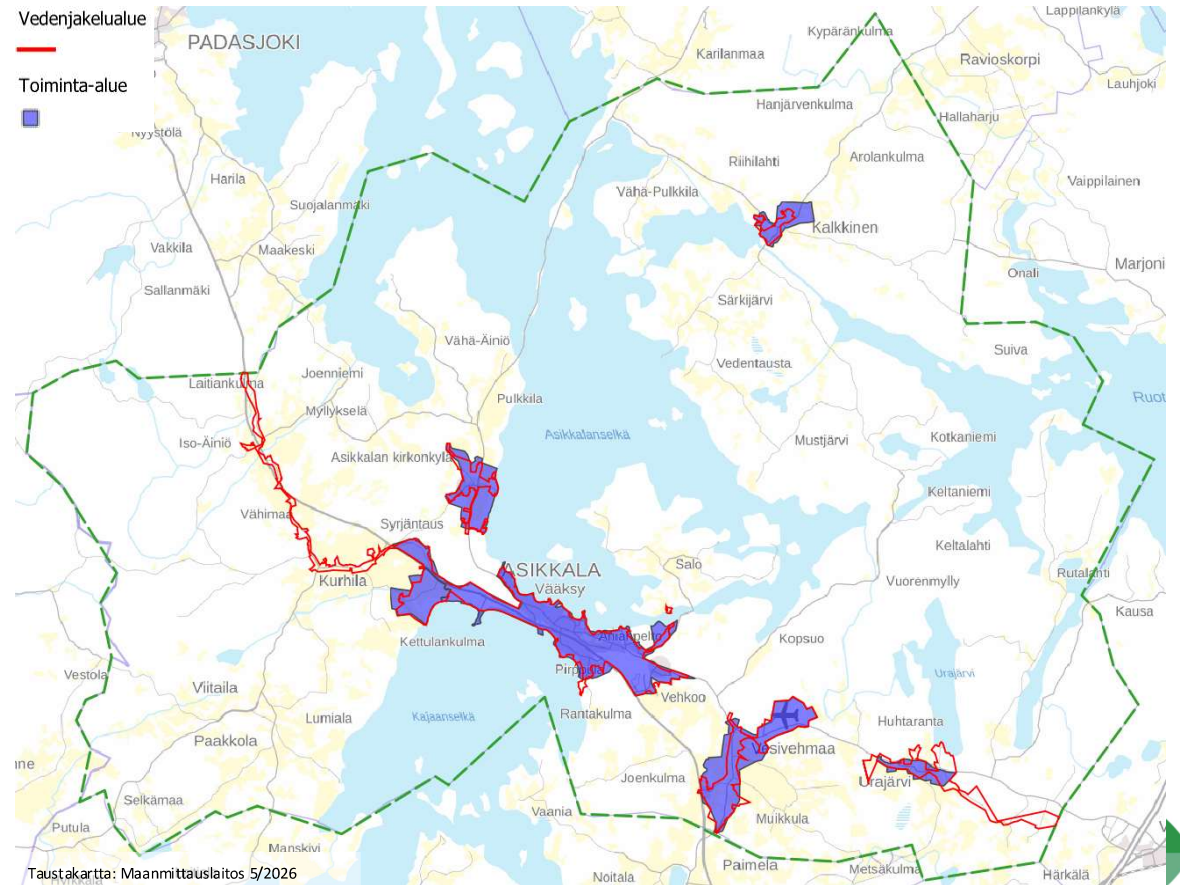 Vedenjakelualue
Toiminta-alue
PADASJOKI
Lappilankylä
Kypäränkulma
Karilanmaa
Ravioskorpi
Lauhjoki
Hanjärvenkulma
Hallaharju
Nyystölä
Riihilahti
Arolankulma
Harila
Vähä-Pulkkila
Vaippilainen
Suojalanmäki
Kalkkinen
Vakkila
Maakeski
Marjoni
Onali
Sallanmäki
Särkijärvi
Vähä-Äiniö
Suiva
Vedentausta
Laitiankulma
Joenniemi
Pulkkila
Ruot
Myllykselä
Asikkalanselkä
Iso-Äiniö
Mustjärvi
Kotkaniemi
Asikkalan kirkonkylä
Keltaniemi
Vähimaa
Syrjäntaus
Keltalahti
ASIKKALA
Salo
Rutalahti
Kurhila
Vääksy
Vuorenmylly
Kausa
Kettulankulma
Anianpelto
Kopsuo
Vestola
Viitaila
Urajärvi
Vehkoo
Lumiala
Kajaanselkä
Rantakulma
Huhtaranta
Paakkola
Vesivehmaa
nne
Joenkulma
Urajärvi
Selkämaa
Vaania
Muikkula
Putula
Manskivi
Paimela
Metsäkulma
Härkälä
Noitala
Taustakartta: Maanmittauslaitos 5/2026